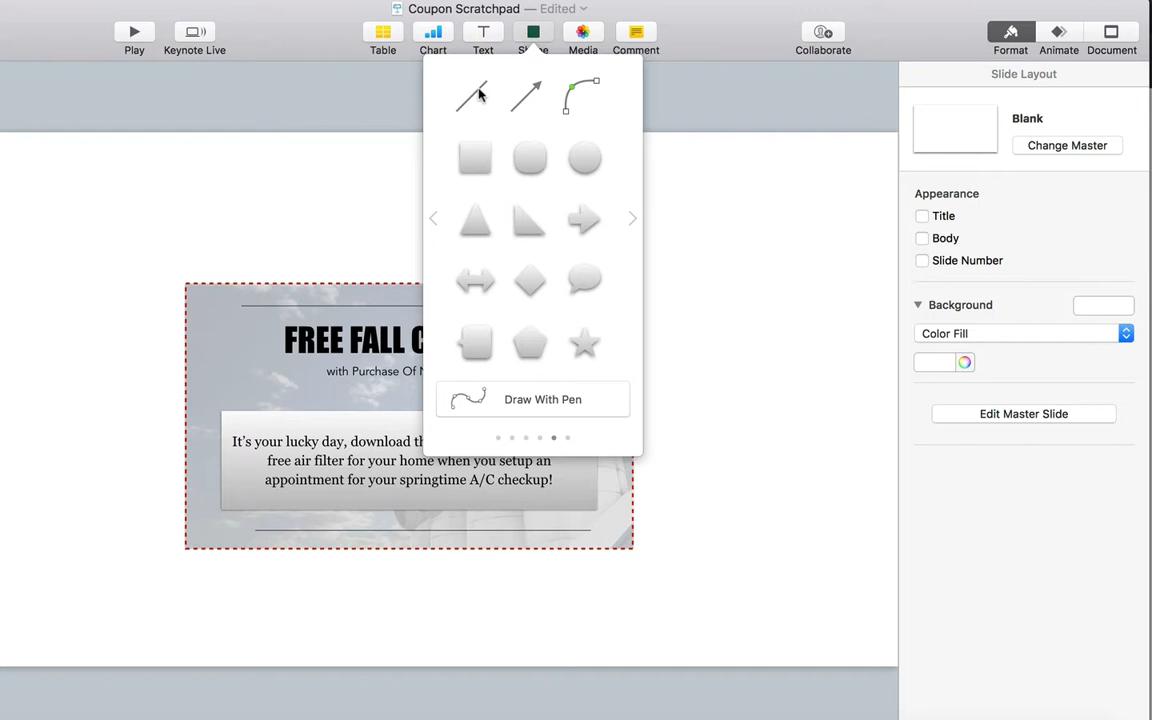 Coupon Scratchpad — Edited
Play
Keynote Live
Table
Chart
Text
Media
Comment
Collaborate
Format
Animate
Document
Slide Layout
Blank
Change Master
Appearance
Title
Body
Slide Number
Background
Color Fill
Edit Master Slide
Draw With Pen
FREE FALL
with Purchase Of
It's your lucky day, download
free air filter for your home when you setup an
appointment for your springtime A/C checkup!